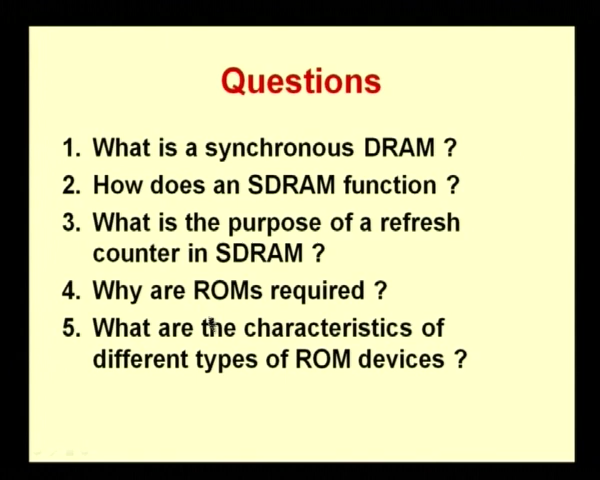 Questions
1. What is a synchronous DRAM ?
2. How does an SDRAM function ?
3. What is the purpose of a refresh
counter in SDRAM ?
4. Why are ROMs required ?
5. What are the characteristics of
different types of ROM devices ?